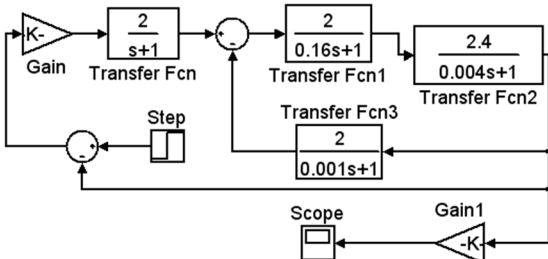 -K-
Gain
2
s+1
Transfer Fcn
+
-
2
0.16s+1
Transfer Fcn1
2.4
0.004s+1
Transfer Fcn2
Transfer Fcn3
2
0.001s+1
Step
+
-
Scope
Gain1
-K-